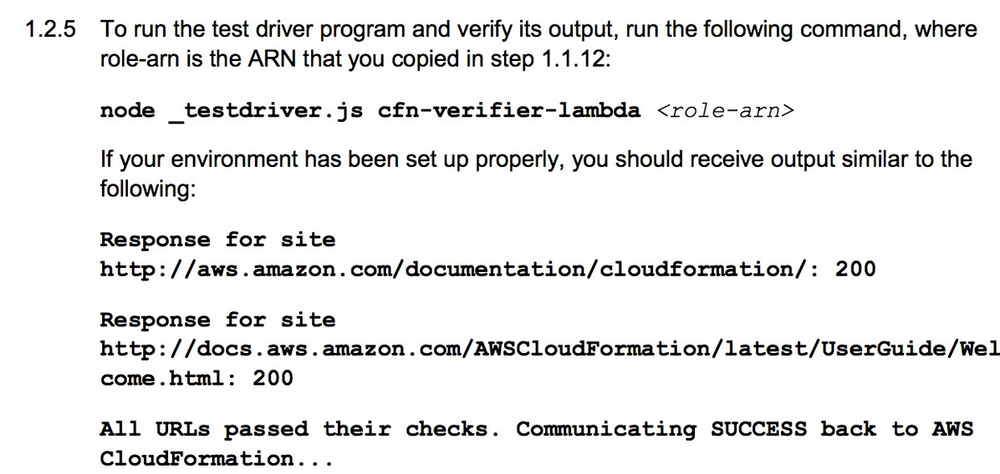 1.2.5 To run the test driver program and verify its output, run the following command, where
role-arn is the ARN that you copied in step 1.1.12:
node _testdriver.js cfn-verifier-lambda <role-arn>
If your environment has been set up properly, you should receive output similar to the
following:
Response for site
http://aws.amazon.com/documentation/cloudformation/: 200
Response for site
http://docs.aws.amazon.com/AWSCloudFormation/latest/UserGuide/Wel
come.html: 200
All URLs passed their checks. Communicating SUCCESS back to AWS
CloudFormation...